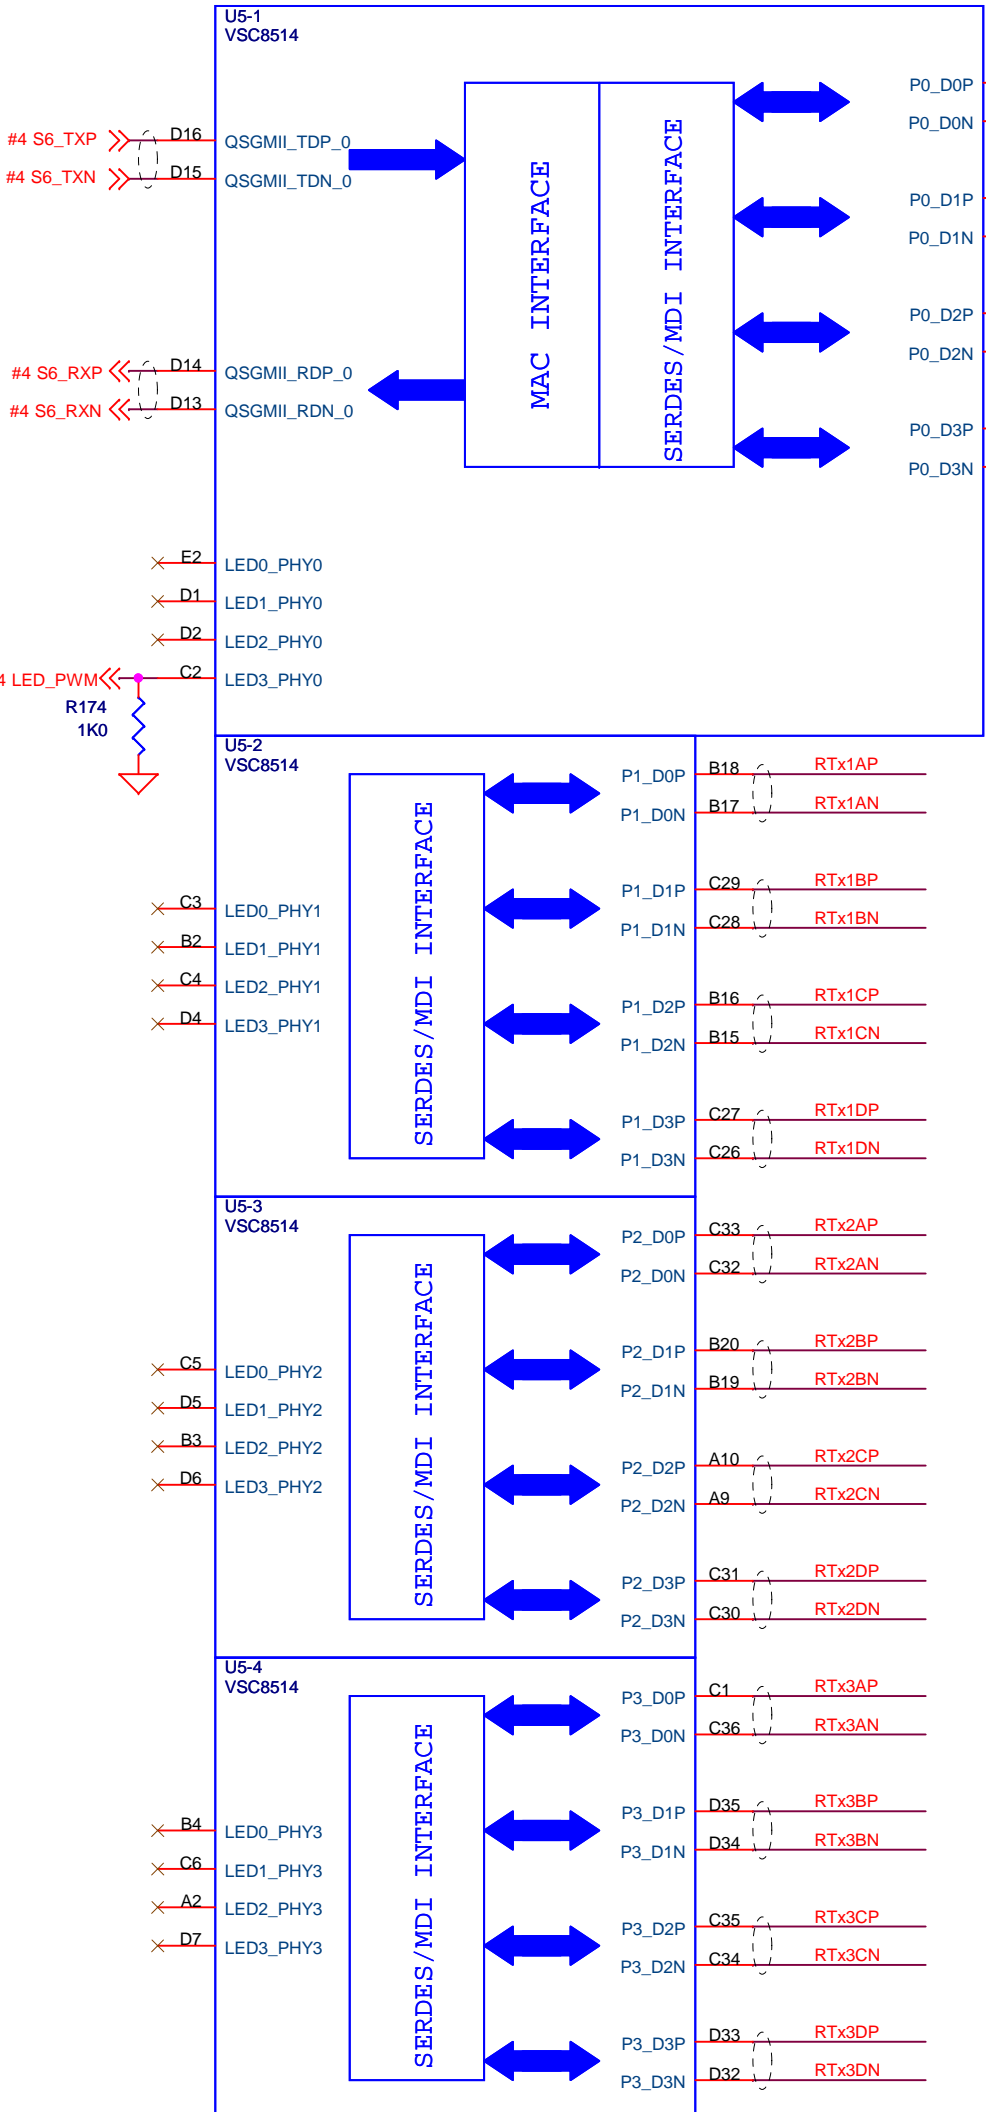 U5-1
VSC8514
P0_D0P
P0_D0N
#4 S6_TXP D16 QSGMII_TDP_0
#4 S6_TXN D15 QSGMII_TDN_0
MAC INTERFACE
SERDES/MDI INTERFACE
P0_D1P
P0_D1N
P0_D2P
P0_D2N
#4 S6_RXP D14 QSGMII_RDP_0
#4 S6_RXN D13 QSGMII_RDN_0
P0_D3P
P0_D3N
E2 LED0_PHY0
D1 LED1_PHY0
D2 LED2_PHY0
4 LED_PWM C2 LED3_PHY0
R174
1K0
U5-2
VSC8514
SERDES/MDI INTERFACE
P1_D0P B18 RTx1AP
P1_D0N B17 RTx1AN
P1_D1P C29 RTx1BP
P1_D1N C28 RTx1BN
C3 LED0_PHY1
B2 LED1_PHY1
C4 LED2_PHY1
D4 LED3_PHY1
P1_D2P B16 RTx1CP
P1_D2N B15 RTx1CN
P1_D3P C27 RTx1DP
P1_D3N C26 RTx1DN
U5-3
VSC8514
SERDES/MDI INTERFACE
P2_D0P C33 RTx2AP
P2_D0N C32 RTx2AN
P2_D1P B20 RTx2BP
P2_D1N B19 RTx2BN
C5 LED0_PHY2
D5 LED1_PHY2
B3 LED2_PHY2
D6 LED3_PHY2
P2_D2P A10 RTx2CP
P2_D2N A9 RTx2CN
P2_D3P C31 RTx2DP
P2_D3N C30 RTx2DN
U5-4
VSC8514
SERDES/MDI INTERFACE
P3_D0P C1 RTx3AP
P3_D0N C36 RTx3AN
P3_D1P D35 RTx3BP
P3_D1N D34 RTx3BN
B4 LED0_PHY3
C6 LED1_PHY3
A2 LED2_PHY3
D7 LED3_PHY3
P3_D2P C35 RTx3CP
P3_D2N C34 RTx3CN
P3_D3P D33 RTx3DP
P3_D3N D32 RTx3DN